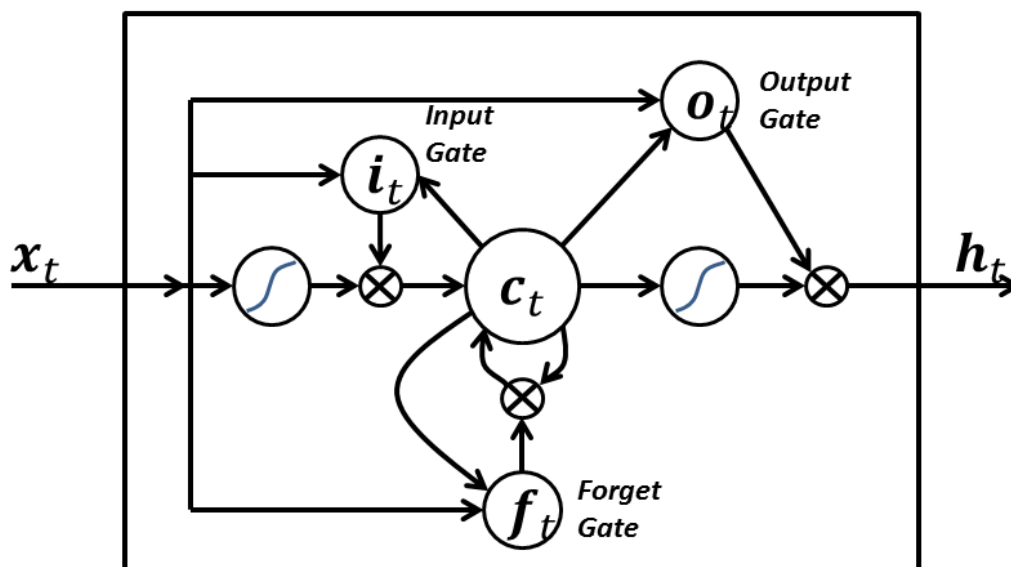 Output
Gate
o_t
Input
Gate
i_t
x_t
c_t
h_t
Forget
Gate
f_t